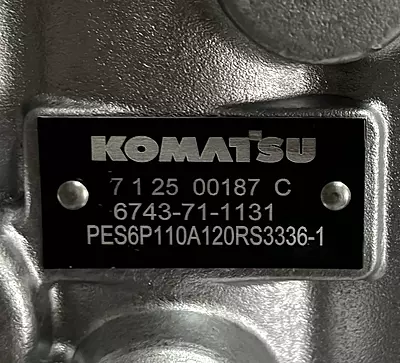 KOMATSU
7 1 25 00187 C
6743-71-1131
PES6P110A120RS3336-1